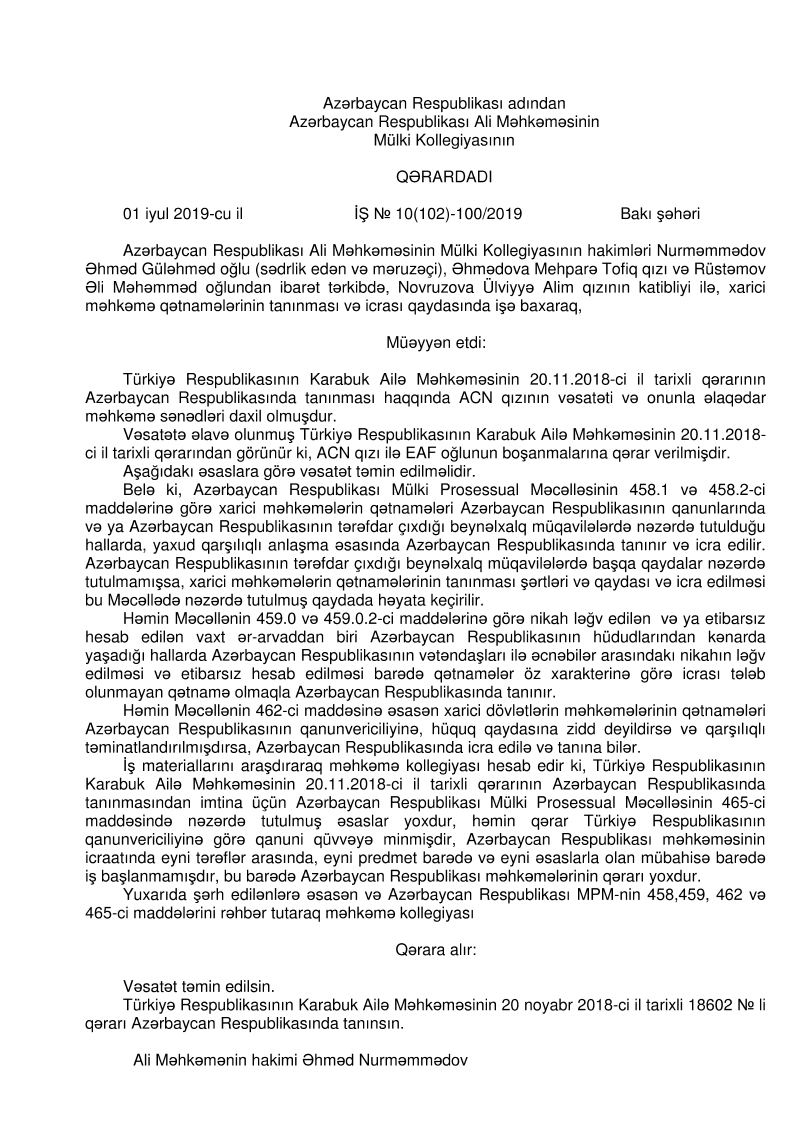 Azərbaycan Respublikası adından
Azərbaycan Respublikası Ali Məhkəməsinin
Mülki Kollegiyasının
QƏRARDADI
01 iyul 2019-cu il İŞ № 10(102)-100/2019 Bakı şəhəri
Azərbaycan Respublikası Ali Məhkəməsinin Mülki Kollegiyasının hakimləri Nurməmmədov
Əhməd Güləhməd oğlu (sədrlik edən və məruzəçi), Əhmədova Mehparə Tofiq qızı və Rüstəmov
Əli Məhəmməd oğlundan ibarət tərkibdə, Novruzova Ülviyyə Alim qızının katibliyi ilə, xarici
məhkəmə qətnamələrinin tanınması və icrası qaydasında işə baxaraq,
Müəyyən etdi:
Türkiyə Respublikasının Karabuk Ailə Məhkəməsinin 20.11.2018-ci il tarixli qərarının
Azərbaycan Respublikasında tanınması haqqında ACN qızının vəsatəti və onunla əlaqədar
məhkəmə sənədləri daxil olmuşdur.
Vəsatətə əlavə olunmuş Türkiyə Respublikasının Karabuk Ailə Məhkəməsinin 20.11.2018-
ci il tarixli qərarından görünür ki, ACN qızı ilə EAF oğlunun boşanmalarına qərar verilmişdir.
Aşağıdakı əsaslara görə vəsatət təmin edilməlidir.
Belə ki, Azərbaycan Respublikası Mülki Prosessual Məcəlləsinin 458.1 və 458.2-ci
maddələrinə görə xarici məhkəmələrin qətnamələri Azərbaycan Respublikasının qanunlarında
və ya Azərbaycan Respublikasının tərəfdar çıxdığı beynəlxalq müqavilələrdə nəzərdə tutulduğu
hallarda, yaxud qarşılıqlı anlaşma əsasında Azərbaycan Respublikasında tanınır və icra edilir.
Azərbaycan Respublikasının tərəfdar çıxdığı beynəlxalq müqavilələrdə başqa qaydalar nəzərdə
tutulmamışsa, xarici məhkəmələrin qətnamələrinin tanınması şərtləri və qaydası və icra edilməsi
bu Məcəllədə nəzərdə tutulmuş qaydada həyata keçirilir.
Həmin Məcəllənin 459.0 və 459.0.2-ci maddələrinə görə nikah ləğv edilən və ya etibarsız
hesab edilən vaxt ər-arvaddan biri Azərbaycan Respublikasının hüdudlarından kənarda
yaşadığı hallarda Azərbaycan Respublikasının vətəndaşları ilə əcnəbilər arasındakı nikahın ləğv
edilməsi və etibarsız hesab edilməsi barədə qətnamələr öz xarakterinə görə icrası tələb
olunmayan qətnamə olmaqla Azərbaycan Respublikasında tanınır.
Həmin Məcəllənin 462-ci maddəsinə əsasən xarici dövlətlərin məhkəmələrinin qətnamələri
Azərbaycan Respublikasının qanunvericiliyinə, hüquq qaydasına zidd deyildirsə və qarşılıqlı
təminatlandırılmışdırsa, Azərbaycan Respublikasında icra edilə və tanına bilər.
İş materiallarını araşdıraraq məhkəmə kollegiyası hesab edir ki, Türkiyə Respublikasının
Karabuk Ailə Məhkəməsinin 20.11.2018-ci il tarixli qərarının Azərbaycan Respublikasında
tanınmasından imtina üçün Azərbaycan Respublikası Mülki Prosessual Məcəlləsinin 465-ci
maddəsində nəzərdə tutulmuş əsaslar yoxdur, həmin qərar Türkiyə Respublikasının
qanunvericiliyinə görə qanuni qüvvəyə minmişdir, Azərbaycan Respublikası məhkəməsinin
icraatında eyni tərəflər arasında, eyni predmet barədə və eyni əsaslarla olan mübahisə barədə
iş başlanmamışdır, bu barədə Azərbaycan Respublikası məhkəmələrinin qərarı yoxdur.
Yuxarıda şərh edilənlərə əsasən və Azərbaycan Respublikası MPM-nin 458,459, 462 və
465-ci maddələrini rəhbər tutaraq məhkəmə kollegiyası
Qərara alır:
Vəsatət təmin edilsin.
Türkiyə Respublikasının Karabuk Ailə Məhkəməsinin 20 noyabr 2018-ci il tarixli 18602 № li
qərarı Azərbaycan Respublikasında tanınsın.
Ali Məhkəmənin hakimi Əhməd Nurməmmədov